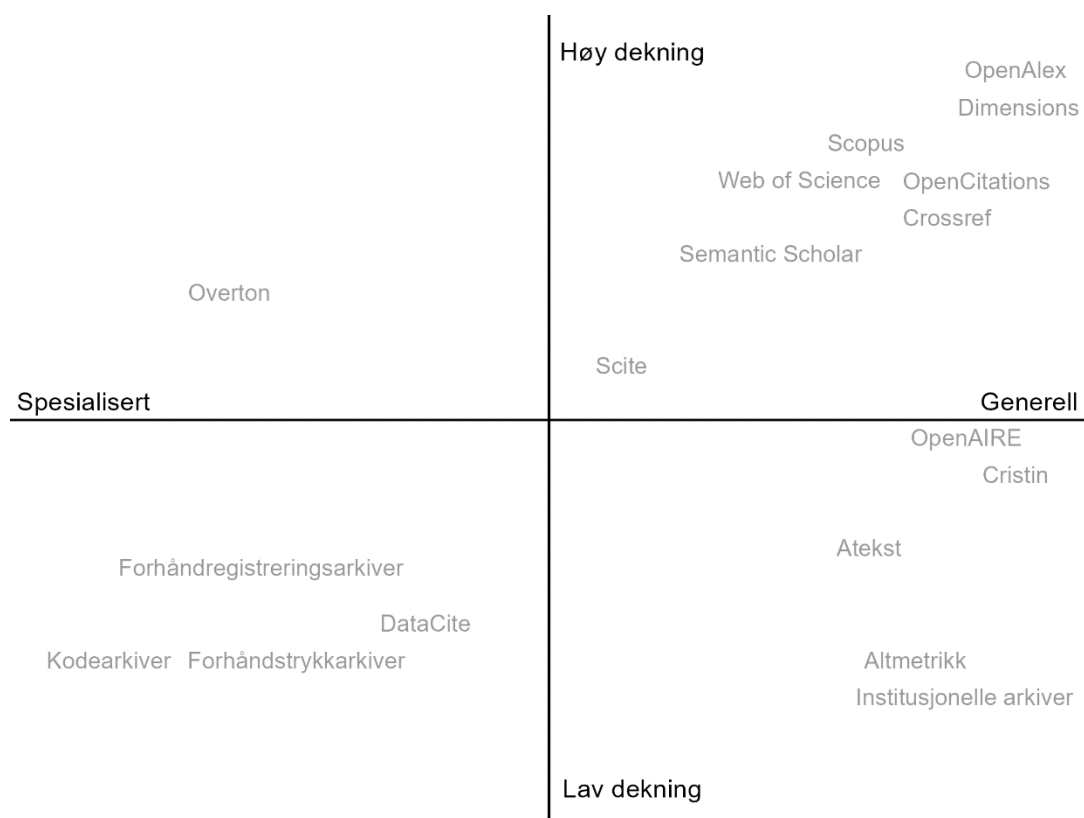 Høy dekning
OpenAlex
Dimensions
Scopus
Web of Science OpenCitations
Crossref
Semantic Scholar
Overton
Scite
Spesialisert Generell
OpenAIRE
Cristin
Atekst
Forhåndregistreringsarkiver
DataCite
Kodearkiver Forhåndstrykkarkiver Altmetrikk
Institusjonelle arkiver
Lav dekning